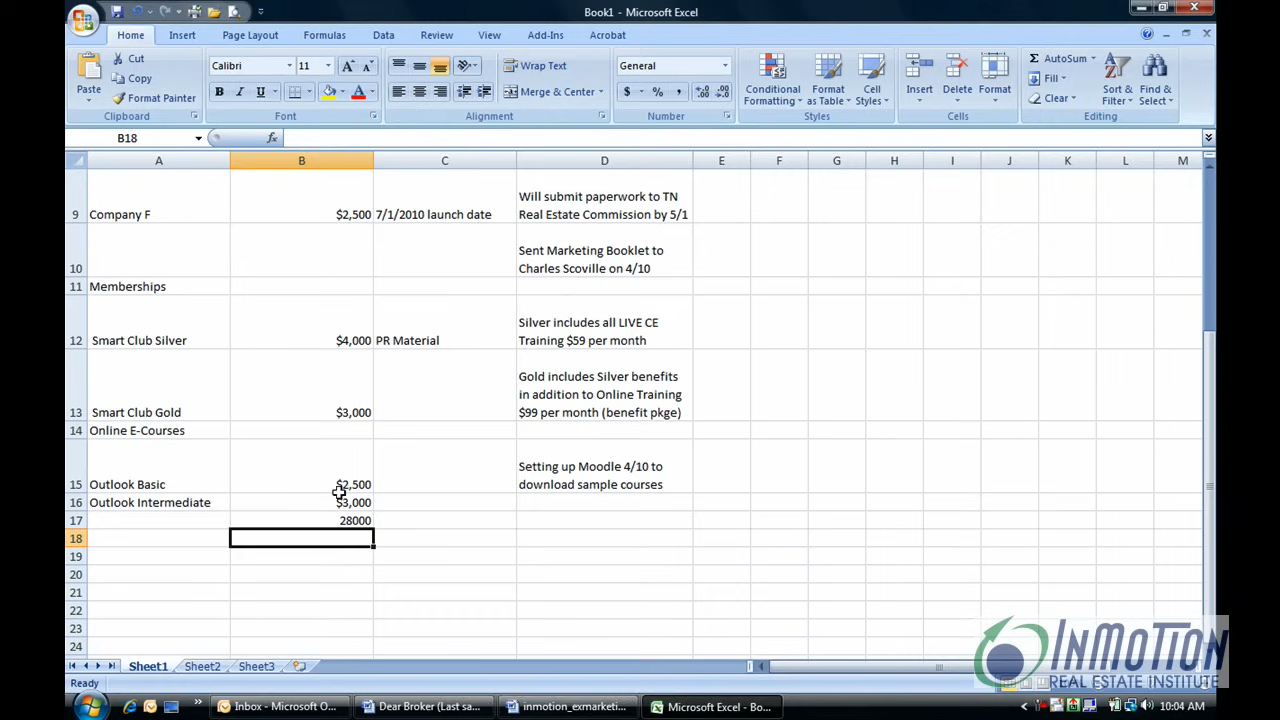 Book1 - Microsoft Excel
Home Insert Page Layout Formulas Data Review View Add-Ins Acrobat
Paste
Cut
Copy
Format Painter
Clipboard
Calibri 11
B I U
Font
Wrap Text
Merge & Center
Alignment
General
$ % ,
Number
Conditional Formatting
Format as Table
Cell Styles
Styles
Insert Delete Format
Cells
AutoSum
Fill
Clear
Sort & Filter
Find & Select
Editing
B18 fx
A B C D E F G H I J K L M
Will submit paperwork to TN
9 Company F $2,500 7/1/2010 launch date Real Estate Commission by 5/1
Sent Marketing Booklet to
10 Charles Scoville on 4/10
11 Memberships
Silver includes all LIVE CE
12 Smart Club Silver $4,000 PR Material Training $59 per month
Gold includes Silver benefits
in addition to Online Training
13 Smart Club Gold $3,000 $99 per month (benefit pkge)
14 Online E-Courses
Setting up Moodle 4/10 to
15 Outlook Basic $2,500 download sample courses
16 Outlook Intermediate $3,000
17 28000
18
19
20
21
22
23
24
Sheet1 Sheet2 Sheet3
Ready
INMOTION
REAL ESTATE INSTITUTE
Inbox - Microsoft O... Dear Broker (Last sa... inmotion_exmarketi... Microsoft Excel - Bo... 10:04 AM